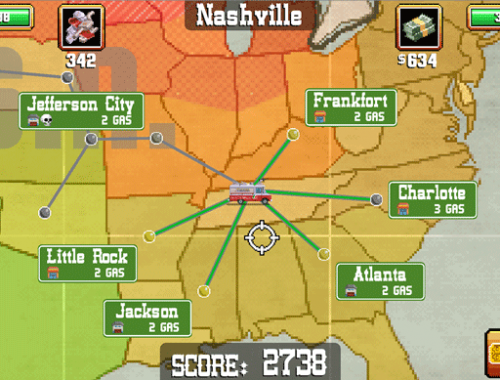 Nashville
342
$634
Jefferson City
2 GAS
Frankfort
2 GAS
Charlotte
3 GAS
Little Rock
2 GAS
Atlanta
2 GAS
Jackson
2 GAS
SCORE: 2738